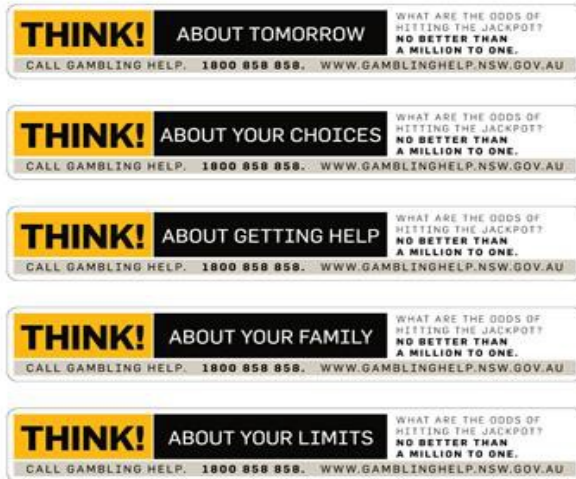 THINK! ABOUT TOMORROW
WHAT ARE THE ODDS OF
HITTING THE JACKPOT?
NO BETTER THAN
A MILLION TO ONE.
CALL GAMBLING HELP. 1800 858 858. WWW.GAMBLINGHELP.NSW.GOV.AU
THINK! ABOUT YOUR CHOICES
WHAT ARE THE ODDS OF
HITTING THE JACKPOT?
NO BETTER THAN
A MILLION TO ONE.
CALL GAMBLING HELP. 1800 858 858. WWW.GAMBLINGHELP.NSW.GOV.AU
THINK! ABOUT GETTING HELP
WHAT ARE THE ODDS OF
HITTING THE JACKPOT?
NO BETTER THAN
A MILLION TO ONE.
CALL GAMBLING HELP. 1800 858 858. WWW.GAMBLINGHELP.NSW.GOV.AU
THINK! ABOUT YOUR FAMILY
WHAT ARE THE ODDS OF
HITTING THE JACKPOT?
NO BETTER THAN
A MILLION TO ONE.
CALL GAMBLING HELP. 1800 858 858. WWW.GAMBLINGHELP.NSW.GOV.AU
THINK! ABOUT YOUR LIMITS
WHAT ARE THE ODDS OF
HITTING THE JACKPOT?
NO BETTER THAN
A MILLION TO ONE.
CALL GAMBLING HELP. 1800 858 858. WWW.GAMBLINGHELP.NSW.GOV.AU